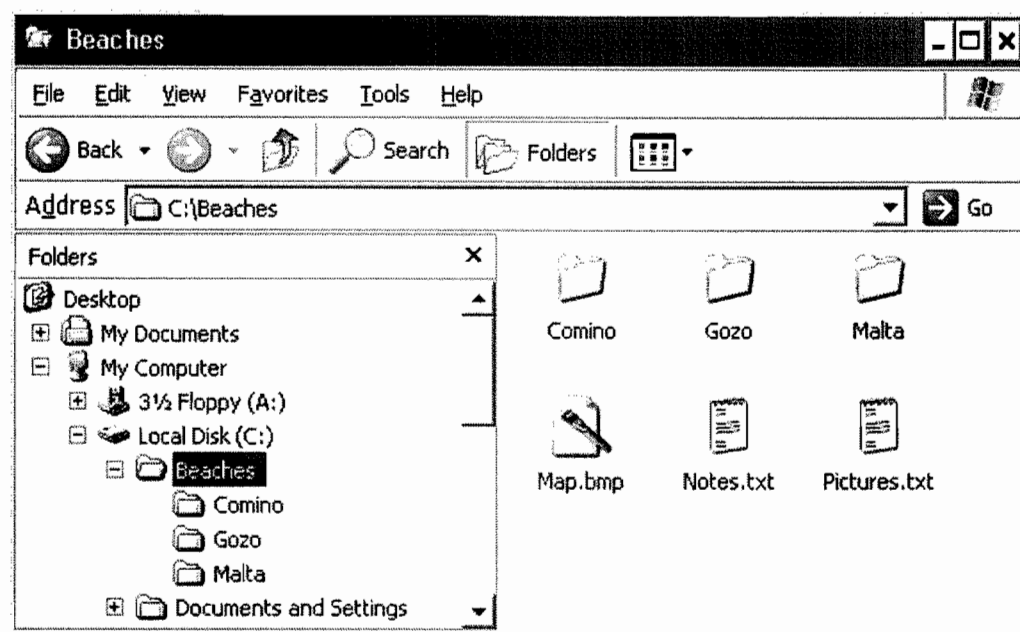 Beaches
File Edit View Favorites Tools Help
Back Search Folders
Address C:\Beaches Go
Folders
Desktop
My Documents
My Computer
3½ Floppy (A:)
Local Disk (C:)
Beaches
Comino
Gozo
Malta
Documents and Settings
Comino Gozo Malta
Map.bmp Notes.txt Pictures.txt